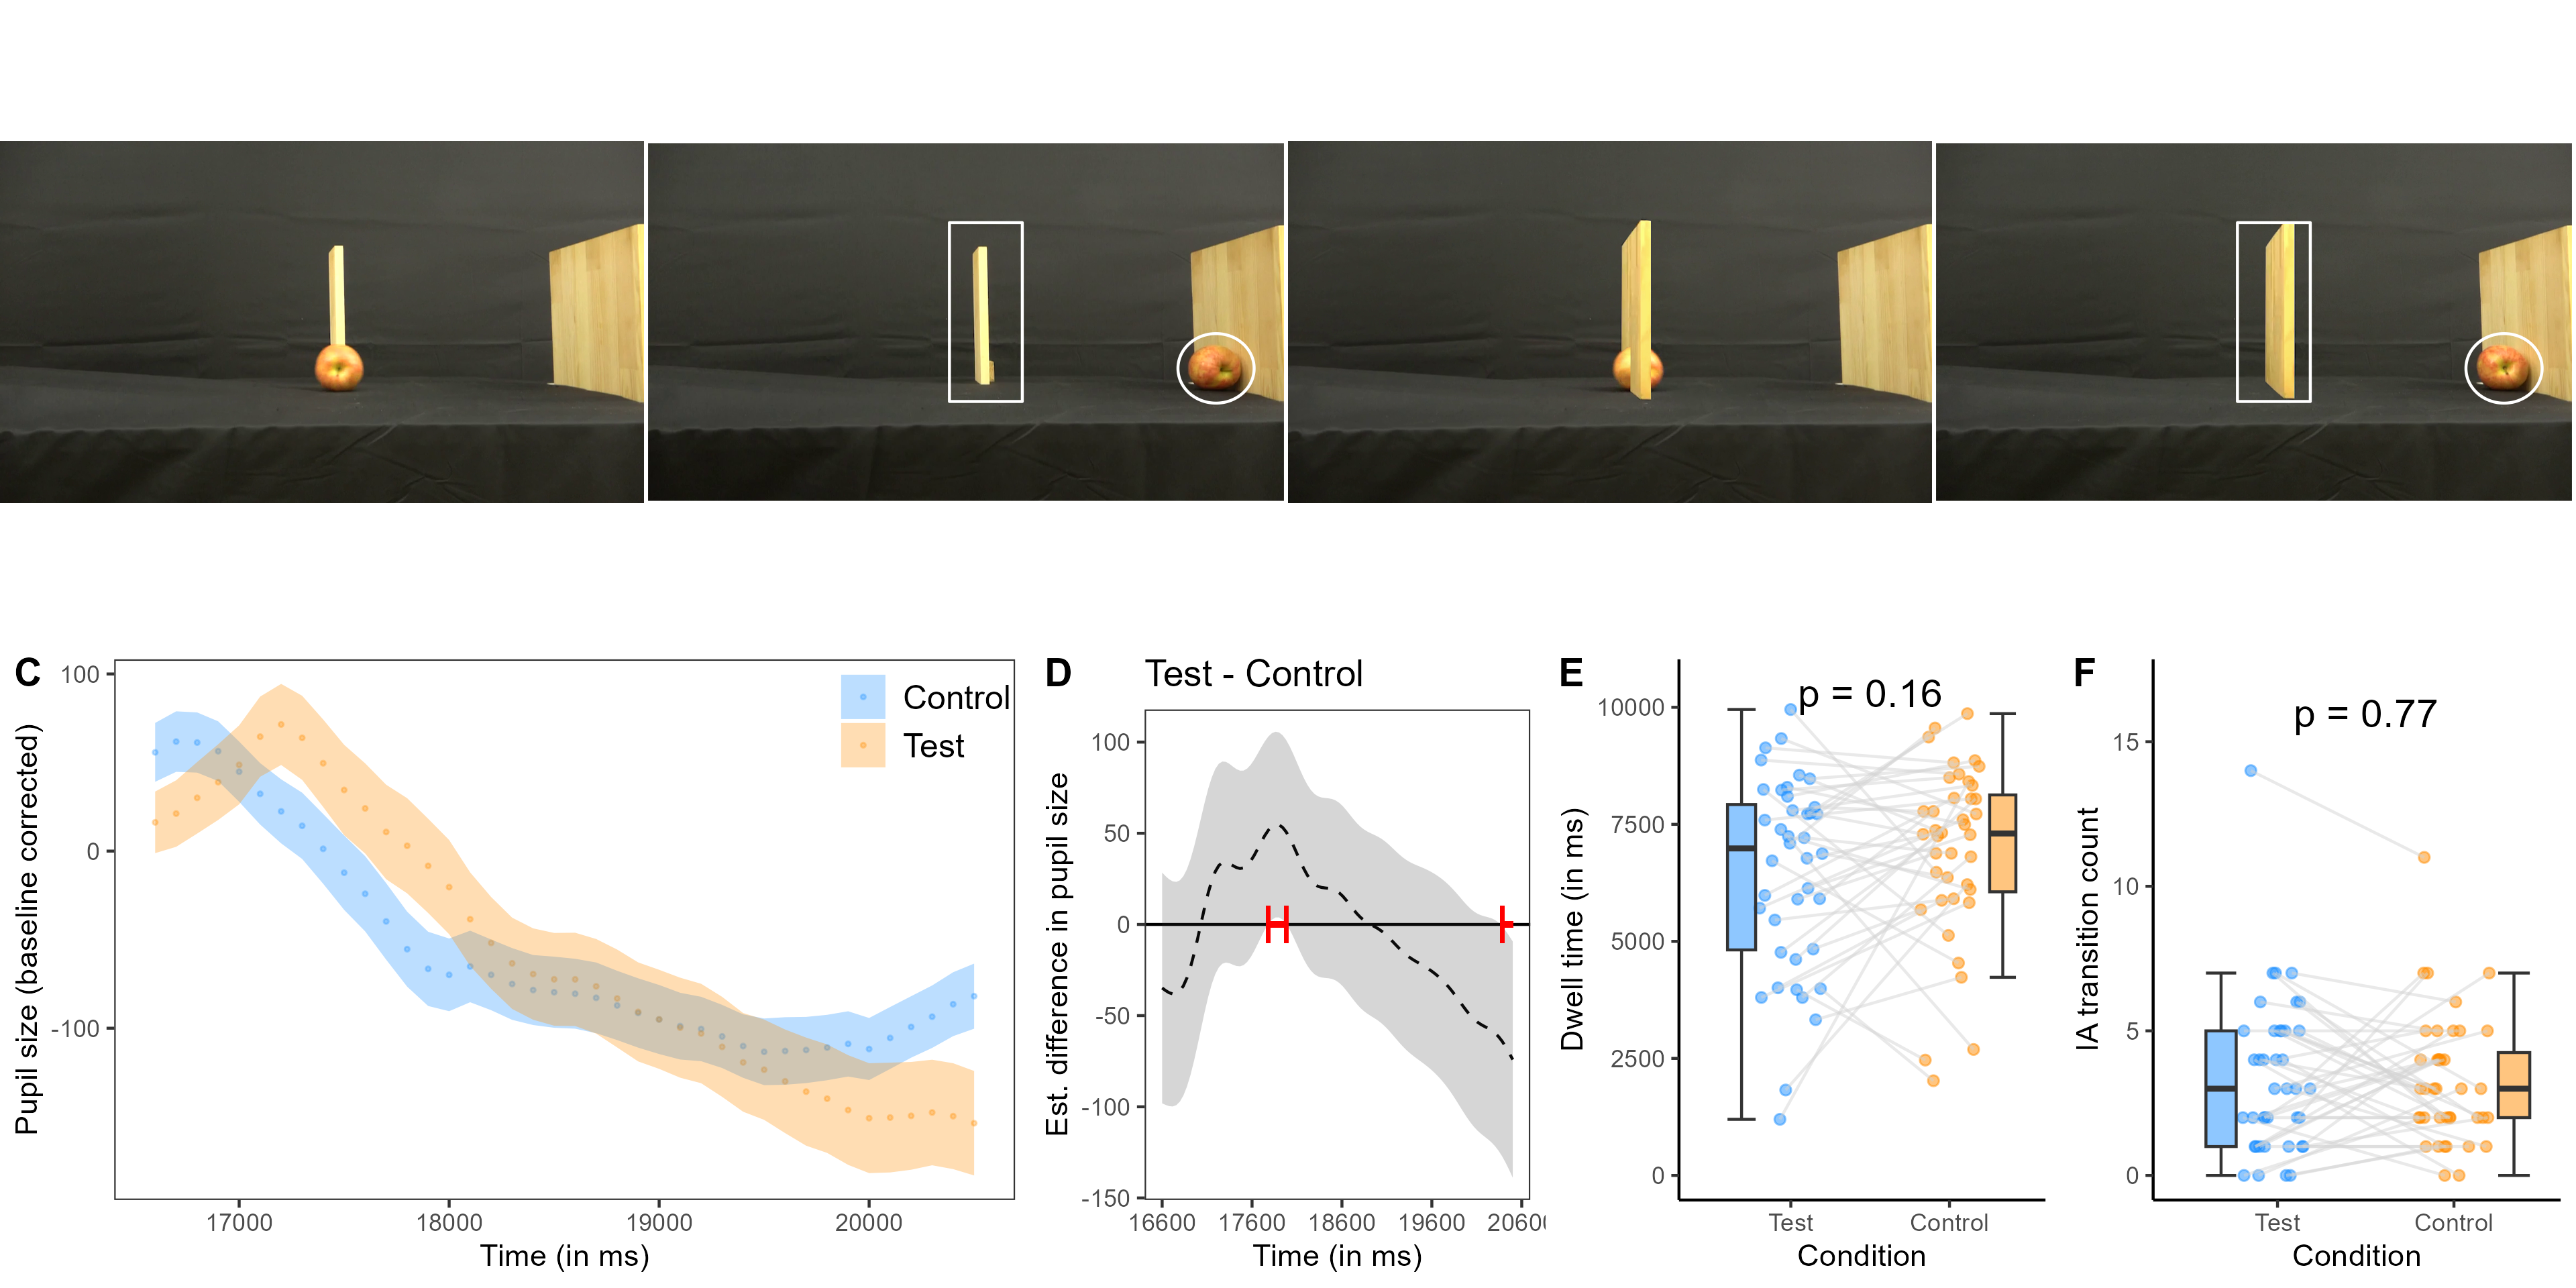 C
100
0
-100
Pupil size (baseline corrected)
Control
Test
17000 18000 19000 20000
Time (in ms)
D
Test - Control
100
50
0
-50
-100
-150
Est. difference in pupil size
16600 17600 18600 19600
Time (in ms)
E
p = 0.16
10000
7500
5000
2500
0
Dwell time (in ms)
Test Control
Condition
F
p = 0.77
15
10
5
0
IA transition count
Test Control
Condition